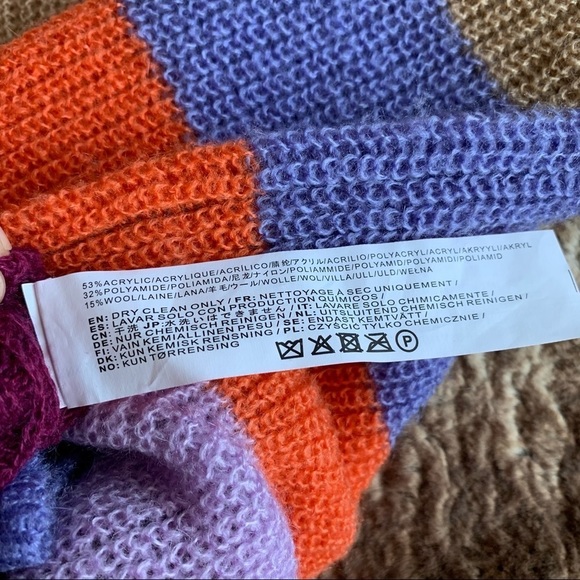 53%ACRYLIC/ACRYLIQUE/ACRÍLICO/腈纶/アクリル/ACRILIO/POLYACRYL/ACRYL/AKRYYLI/AKRYL
32%POLYAMIDE/POLIAMIDA/尼龙/ナイロン/POLIAMMIDE/POLYAMID/POLYAMIDI/POLIAMID
15%WOOL/LAINE/LANA/羊毛/ウール/WOLLE/WOL/VILLA/ULL/ULD/WEŁNA
EN: DRY CLEAN ONLY / FR: NETTOYAGE À SEC UNIQUEMENT /
ES: LAVAR SOLO CON PRODUCTION QUÍMICOS / IT: LAVARE SOLO CHIMICAMENTE /
CN: 干洗 JP: 水洗いはできません / NL: UITSLUITEND CHEMISCH REINIGEN /
DE: NUR CHEMISCH REINIGEN / SE: ENDAST KEMTVATT /
FI: VAIN KEMIALLINEN PESU / PL: CZYŚCIĆ TYLKO CHEMICZNIE /
DK: KUN KEMISK RENSNING /
NO: KUN TØRRENSING
P